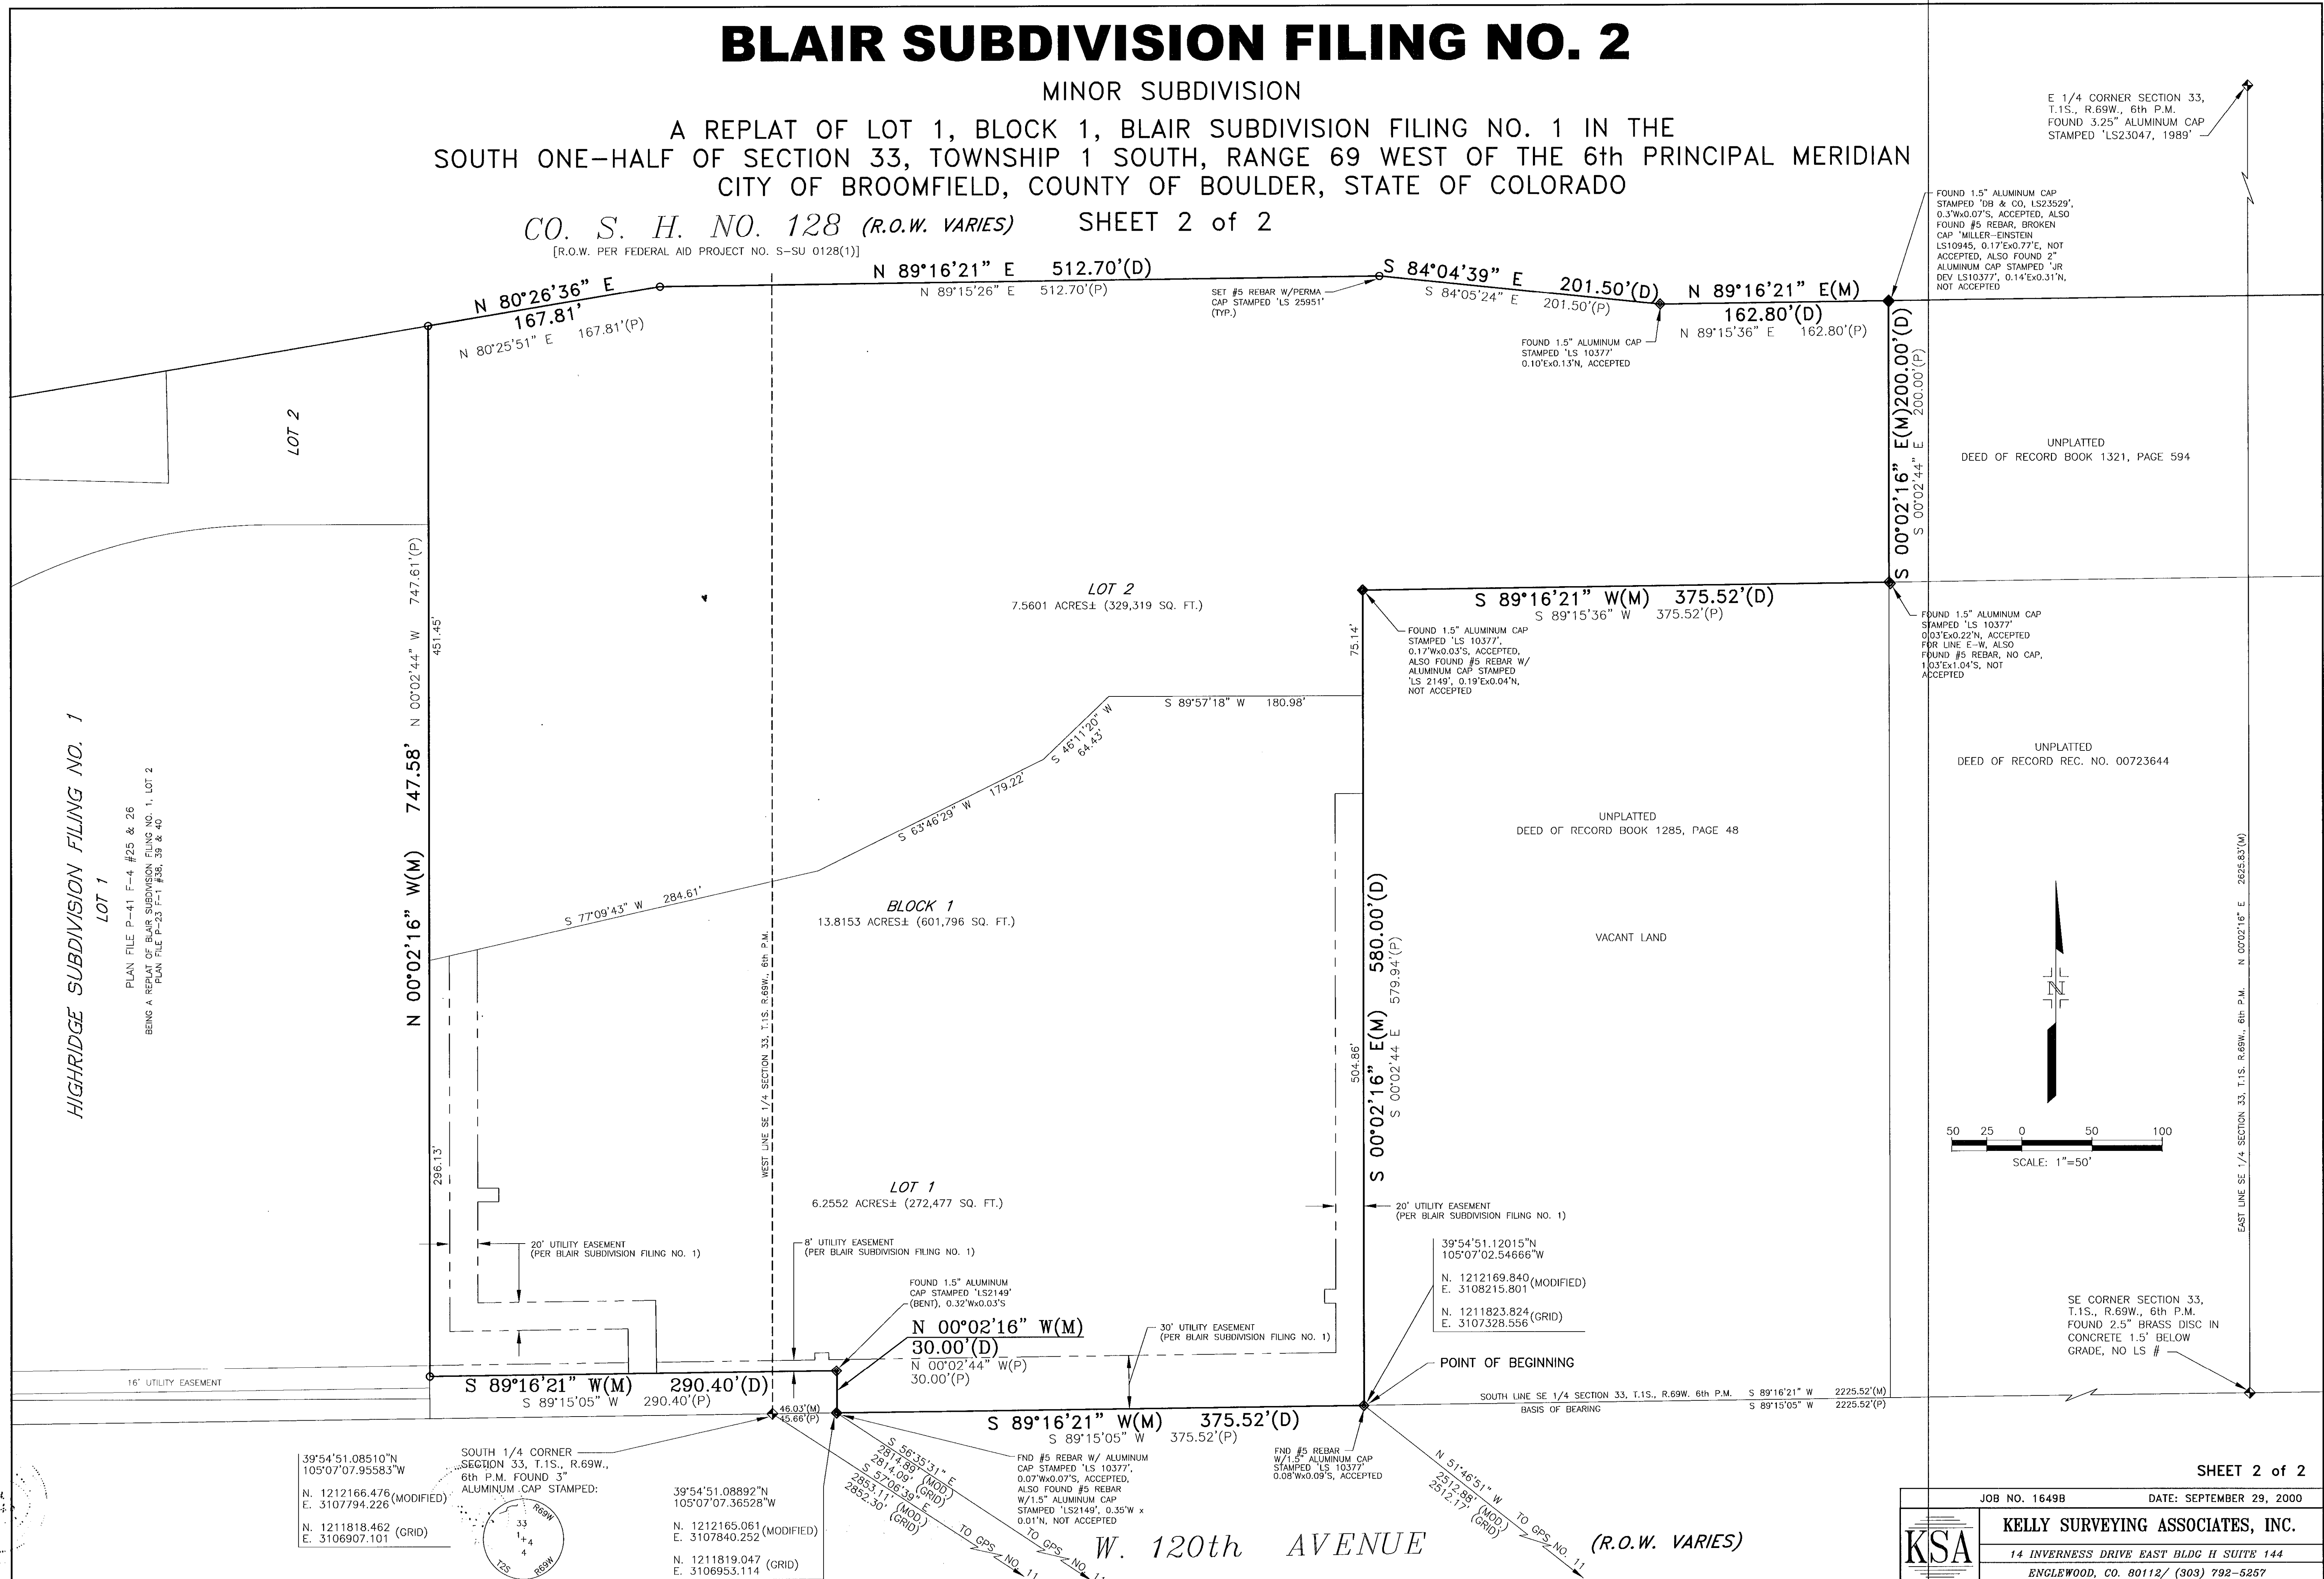 BLAIR SUBDIVISION FILING NO. 2
MINOR SUBDIVISION
A REPLAT OF LOT 1, BLOCK 1, BLAIR SUBDIVISION FILING NO. 1 IN THE
SOUTH ONE-HALF OF SECTION 33, TOWNSHIP 1 SOUTH, RANGE 69 WEST OF THE 6th PRINCIPAL MERIDIAN
CITY OF BROOMFIELD, COUNTY OF BOULDER, STATE OF COLORADO
CO. S. H. NO. 128 (R.O.W. VARIES) SHEET 2 of 2
[R.O.W. PER FEDERAL AID PROJECT NO. S-SU 0128(1)]
E 1/4 CORNER SECTION 33,
T.1S., R.69W., 6th P.M.
FOUND 3.25" ALUMINUM CAP
STAMPED 'LS23047, 1989'
FOUND 1.5" ALUMINUM CAP
STAMPED 'DB & CO, LS23529',
0.3'Wx0.07'S, ACCEPTED, ALSO
FOUND #5 REBAR, BROKEN
CAP 'MILLER-EINSTEIN
LS10945, 0.17'Ex0.77'E, NOT
ACCEPTED, ALSO FOUND 2"
ALUMINUM CAP STAMPED 'JR
DEV LS10377', 0.14'Ex0.31'N,
NOT ACCEPTED
N 80°26'36" E
167.81'
N 80°25'51" E 167.81'(P)
N 89°16'21" E 512.70'(D)
N 89°15'26" E 512.70'(P)
SET #5 REBAR W/PERMA
CAP STAMPED 'LS 25951'
(TYP.)
S 84°04'39" E 201.50'(D)
S 84°05'24" E 201.50'(P)
N 89°16'21" E(M)
162.80'(D)
N 89°15'36" E 162.80'(P)
FOUND 1.5" ALUMINUM CAP
STAMPED 'LS 10377'
0.10'Ex0.13'N, ACCEPTED
S 00°02'16" E(M)200.00'(D)
S 00°02'44" E 200.00'(P)
UNPLATTED
DEED OF RECORD BOOK 1321, PAGE 594
LOT 2
N 00°02'16" W(M) 747.58'
N 00°02'44" W 747.61'(P)
451.45'
296.13'
LOT 2
7.5601 ACRES± (329,319 SQ. FT.)
S 89°16'21" W(M) 375.52'(D)
S 89°15'36" W 375.52'(P)
75.14'
FOUND 1.5" ALUMINUM CAP
STAMPED 'LS 10377',
0.17'Wx0.03'S, ACCEPTED,
ALSO FOUND #5 REBAR W/
ALUMINUM CAP STAMPED
'LS 2149', 0.19'Ex0.04'N,
NOT ACCEPTED
FOUND 1.5" ALUMINUM CAP
STAMPED 'LS 10377'
0.03'Ex0.22'N, ACCEPTED
FOR LINE E-W, ALSO
FOUND #5 REBAR, NO CAP,
1.03'Ex1.04'S, NOT
ACCEPTED
S 89°57'18" W 180.98'
S 46°11'20" W
64.43'
S 63°46'29" W 179.22'
S 77°09'43" W 284.61'
HIGHRIDGE SUBDIVISION FILING NO. 1
LOT 1
PLAN FILE P-41 F-4 #25 & 26
BEING A REPLAT OF BLAIR SUBDIVISION FILING NO. 1, LOT 2
PLAN FILE P-23 F-1 #38, 39 & 40
UNPLATTED
DEED OF RECORD REC. NO. 00723644
UNPLATTED
DEED OF RECORD BOOK 1285, PAGE 48
VACANT LAND
BLOCK 1
13.8153 ACRES± (601,796 SQ. FT.)
WEST LINE SE 1/4 SECTION 33, T.1S. R.69W., 6th P.M.
504.86'
S 00°02'16" E(M) 580.00'(D)
S 00°02'44 E 579.94'(P)
EAST LINE SE 1/4 SECTION 33, T.1S. R.69W., 6th P.M. N 00°02'16" E 2625.83'(M)
N
50 25 0 50 100
SCALE: 1"=50'
LOT 1
6.2552 ACRES± (272,477 SQ. FT.)
20' UTILITY EASEMENT
(PER BLAIR SUBDIVISION FILING NO. 1)
20' UTILITY EASEMENT
(PER BLAIR SUBDIVISION FILING NO. 1)
8' UTILITY EASEMENT
(PER BLAIR SUBDIVISION FILING NO. 1)
FOUND 1.5" ALUMINUM
CAP STAMPED 'LS2149'
(BENT), 0.32'Wx0.03'S
N 00°02'16" W(M)
30.00'(D)
N 00°02'44" W(P)
30.00'(P)
30' UTILITY EASEMENT
(PER BLAIR SUBDIVISION FILING NO. 1)
39°54'51.12015"N
105°07'02.54666"W
N. 1212169.840
E. 3108215.801
(MODIFIED)
N. 1211823.824
E. 3107328.556
(GRID)
POINT OF BEGINNING
SE CORNER SECTION 33,
T.1S., R.69W., 6th P.M.
FOUND 2.5" BRASS DISC IN
CONCRETE 1.5' BELOW
GRADE, NO LS #
16' UTILITY EASEMENT
S 89°16'21" W(M) 290.40'(D)
S 89°15'05" W 290.40'(P)
46.03'(M)
45.66'(P)
S 89°16'21" W(M) 375.52'(D)
S 89°15'05" W 375.52'(P)
SOUTH LINE SE 1/4 SECTION 33, T.1S., R.69W. 6th P.M. S 89°16'21" W 2225.52'(M)
BASIS OF BEARING S 89°15'05" W 2225.52'(P)
39°54'51.08510"N
105°07'07.95583"W
N. 1212166.476
E. 3107794.226
(MODIFIED)
N. 1211818.462
E. 3106907.101
(GRID)
SOUTH 1/4 CORNER
SECTION 33, T.1S., R.69W.,
6th P.M. FOUND 3"
ALUMINUM CAP STAMPED:
R69W
33
1+4
4
T2S R69W
39°54'51.08892"N
105°07'07.36528"W
N. 1212165.061
E. 3107840.252
(MODIFIED)
N. 1211819.047
E. 3106953.114
(GRID)
S 56°35'31" E
2814.89' (MOD.)
2814.09' (GRID)
TO GPS NO. 11
S 57°06'39" E
2853.11' (MOD.)
2852.30' (GRID)
TO GPS NO. 11
FND #5 REBAR W/ ALUMINUM
CAP STAMPED 'LS 10377',
0.07'Wx0.07'S, ACCEPTED,
ALSO FOUND #5 REBAR
W/1.5" ALUMINUM CAP
STAMPED 'LS2149', 0.35'W x
0.01'N, NOT ACCEPTED
FND #5 REBAR
W/1.5" ALUMINUM CAP
STAMPED 'LS 10377'
0.08'Wx0.09'S, ACCEPTED
N 51°46'51" W TO GPS NO. 11
2512.88' (MOD.)
2512.17' (GRID)
W. 120th AVENUE (R.O.W. VARIES)
SHEET 2 of 2
JOB NO. 1649B DATE: SEPTEMBER 29, 2000
KSA
KELLY SURVEYING ASSOCIATES, INC.
14 INVERNESS DRIVE EAST BLDG H SUITE 144
ENGLEWOOD, CO. 80112/ (303) 792-5257